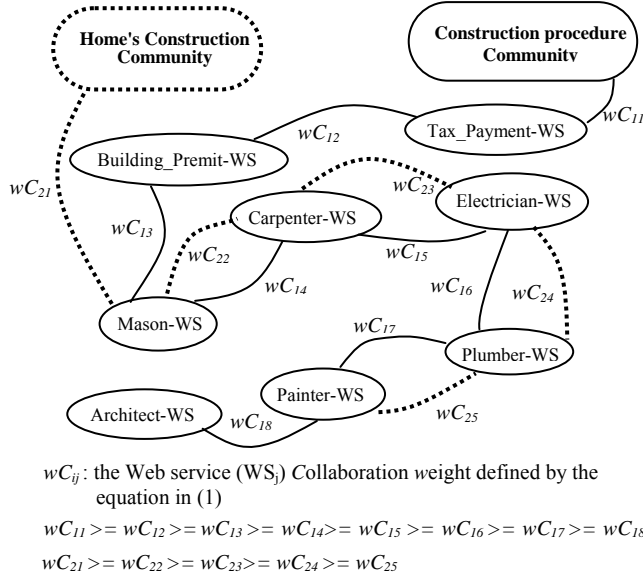 Home's Construction
Community
Construction procedure
Community
wC12
Tax_Payment-WS
wC11
Building_Premit-WS
wC21
wC23
Electrician-WS
Carpenter-WS
wC13
wC22
wC15
wC14
wC16
wC24
Mason-WS
wC17
Plumber-WS
Painter-WS
Architect-WS
wC18
wC25
wCij : the Web service (WSj) Collaboration weight defined by the
equation in (1)
wC11 >= wC12 >= wC13 >= wC14 >= wC15 >= wC16 >= wC17 >= wC18
wC21 >= wC22 >= wC23 >= wC24 >= wC25